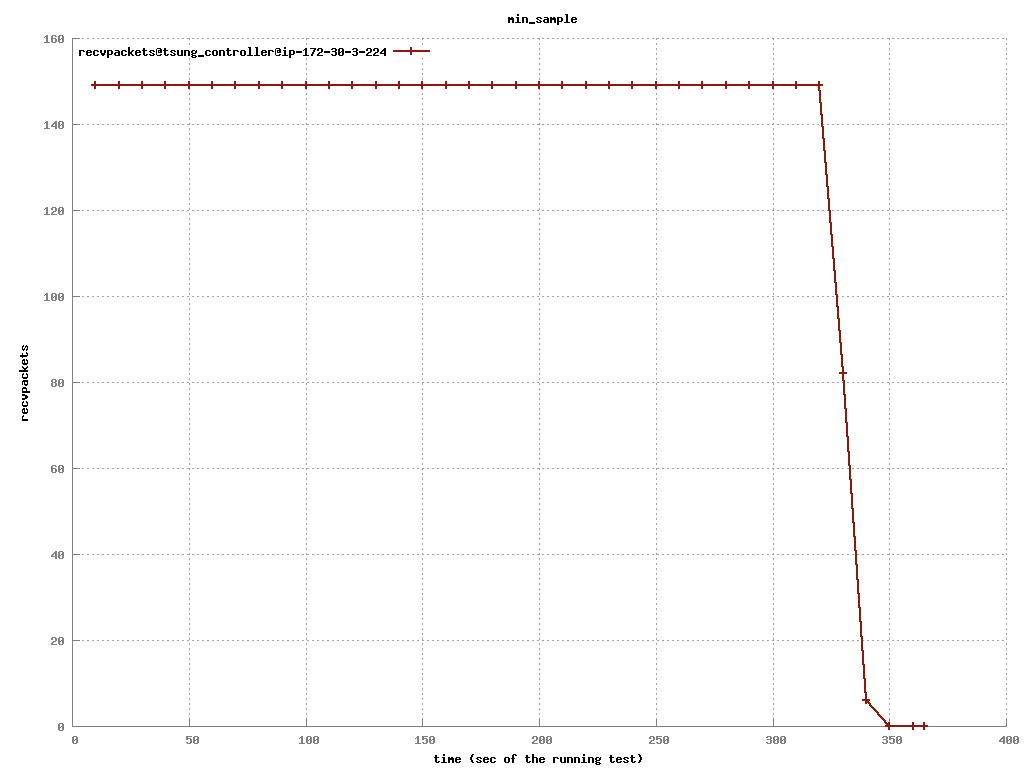 min_sample
160
recvpackets@tsung_controller@ip-172-30-3-224
140
120
100
80
60
40
20
0
recvpackets
0 50 100 150 200 250 300 350 400
time (sec of the running test)